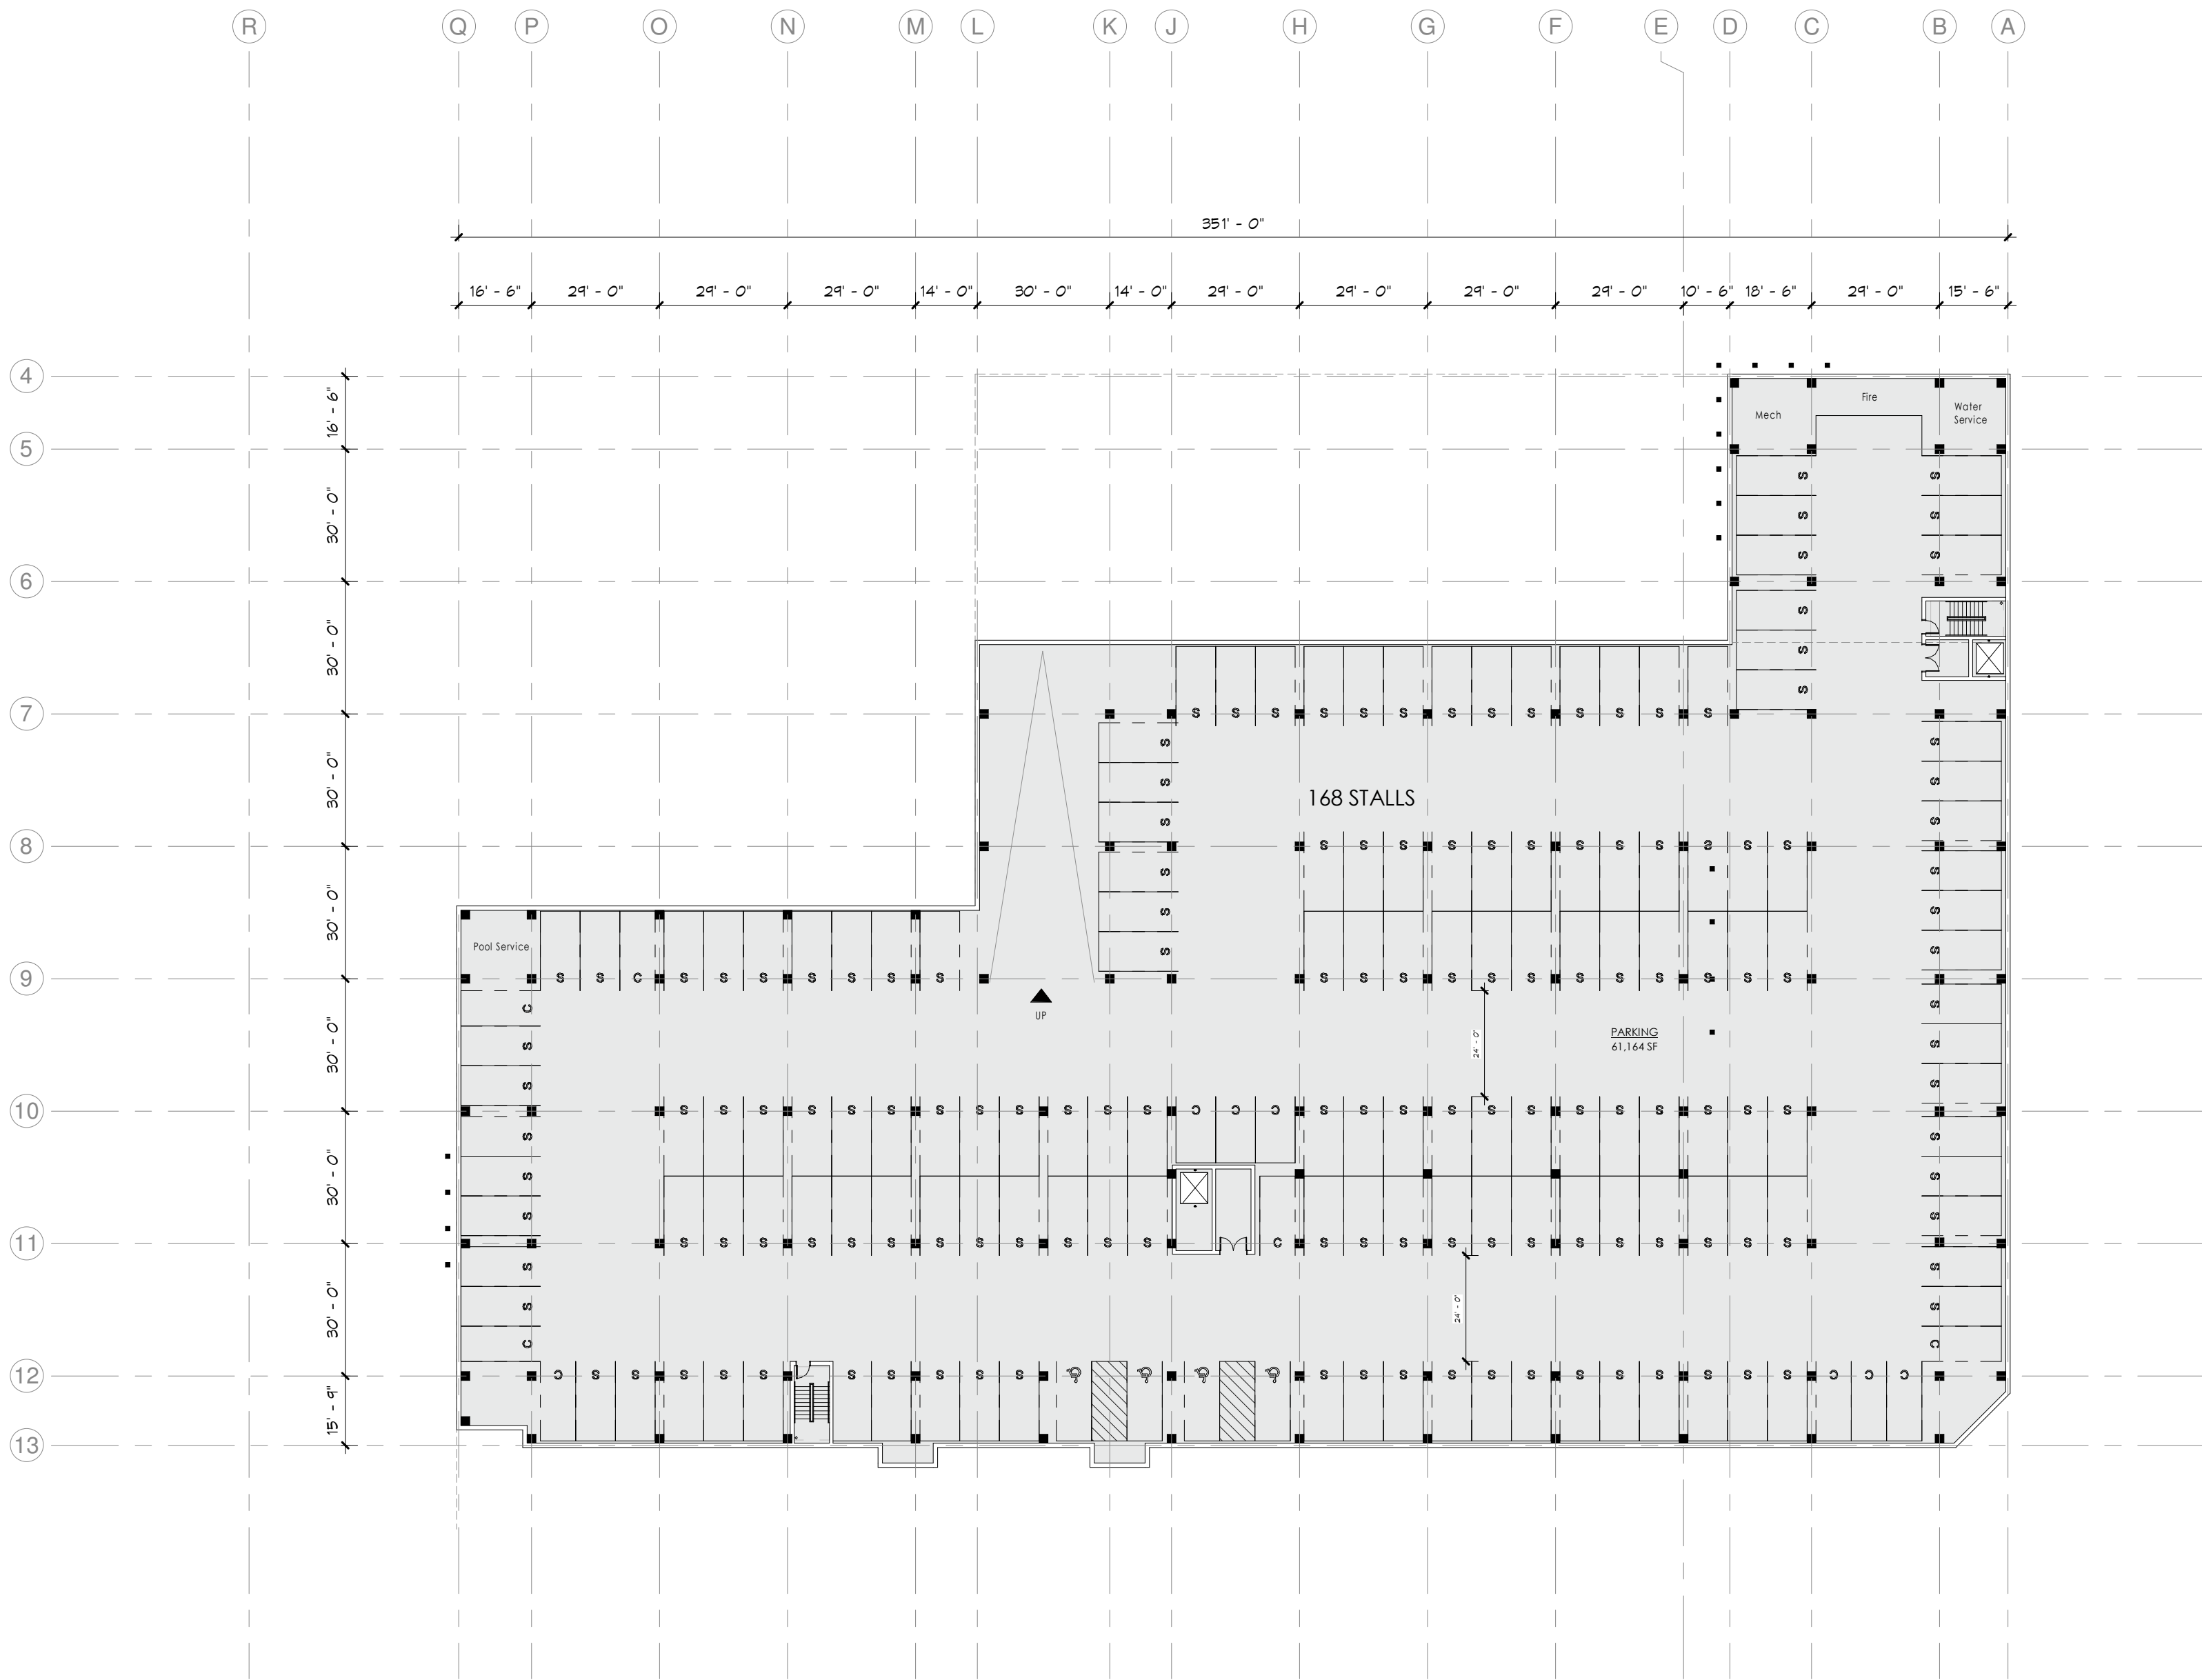 R Q P O N M L K J H G F E D C B A
351' - 0"
16' - 6" 29' - 0" 29' - 0" 29' - 0" 14' - 0" 30' - 0" 14' - 0" 29' - 0" 29' - 0" 29' - 0" 29' - 0" 10' - 6" 18' - 6" 29' - 0" 15' - 6"
4
16' - 6"
Fire
Mech
Water
Service
5
S S
30' - 0"
S S
S S
6
S
30' - 0"
S
S
7
S S S S S S S S S S S S S
S S
30' - 0"
S S
168 STALLS
S S
8
S S S S S S S S S C S S
S S
30' - 0"
S S
Pool Service
S S
9
S S C S S S S S S S S S S S S S S S S S S S S
C S
UP
30' - 0"
24' - 0"
PARKING
61,164 SF
S S
S S
10
S S S S S S S S S S S S C C C S S S S S S S S S S S S
S S
30' - 0"
S S
S S
11
S S S S S S S S S S S S C S S S S S S S S S S S S
S S
30' - 0"
24' - 0"
S S
C C
12
C S S S S S S S S S S S S S S S S S S S S S S C C C
15' - 9"
13